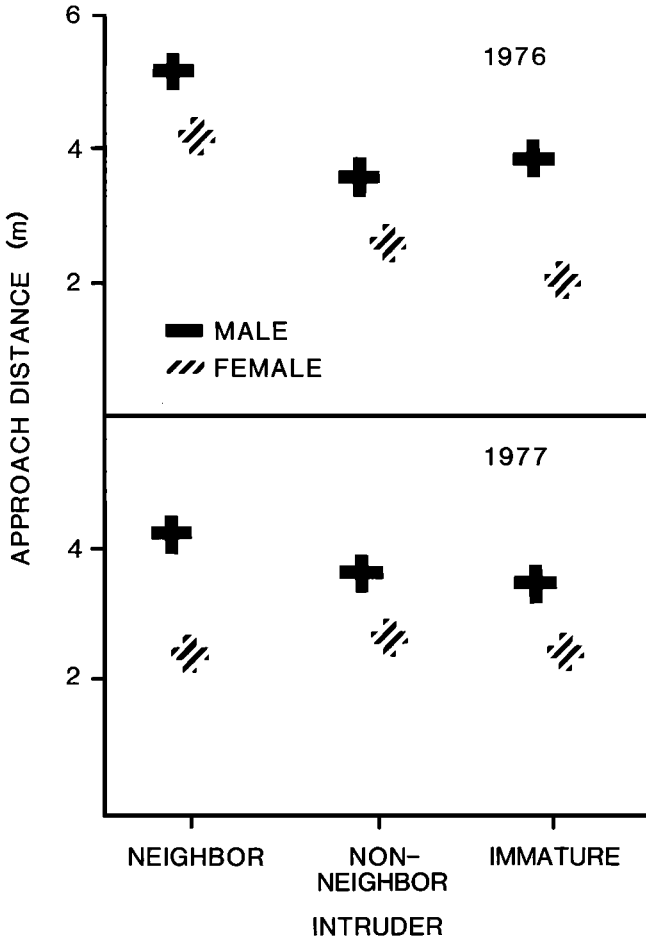 6
1976
4
2
MALE
FEMALE
APPROACH DISTANCE (m)
1977
4
2
NEIGHBOR
NON-
NEIGHBOR
IMMATURE
INTRUDER